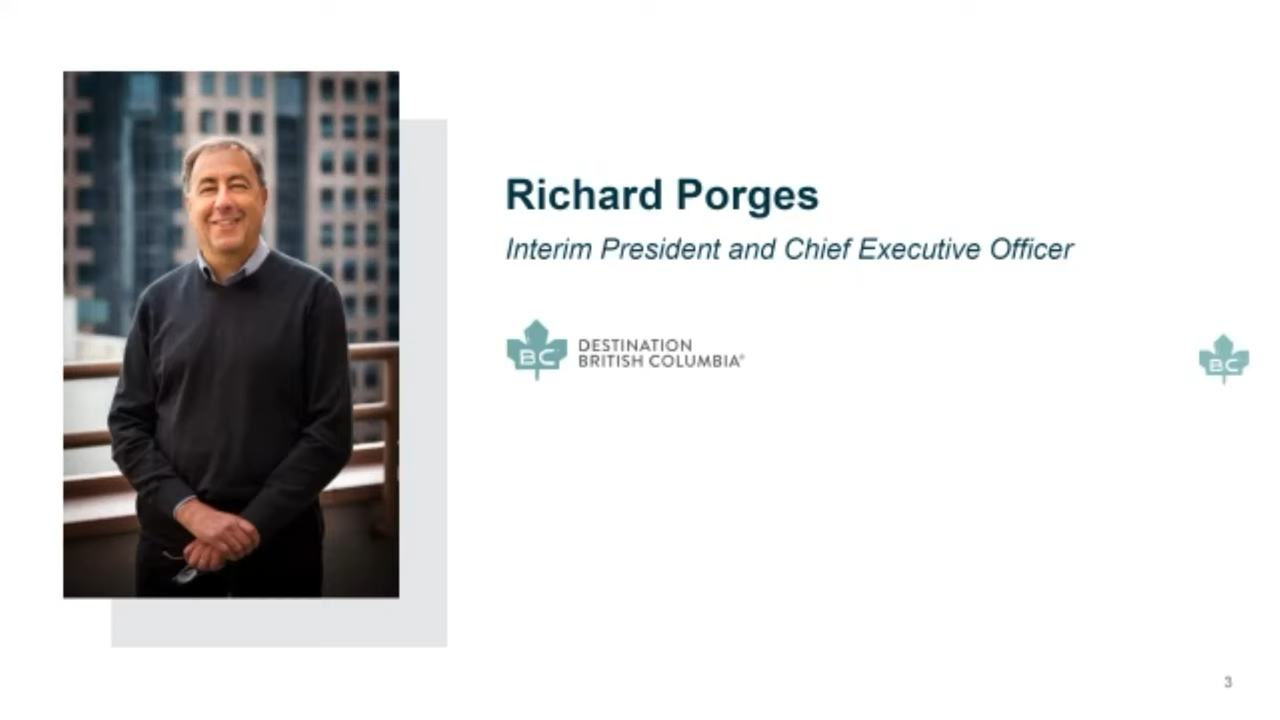 Richard Porges
Interim President and Chief Executive Officer
BC
DESTINATION
BRITISH COLUMBIA®
BC
3